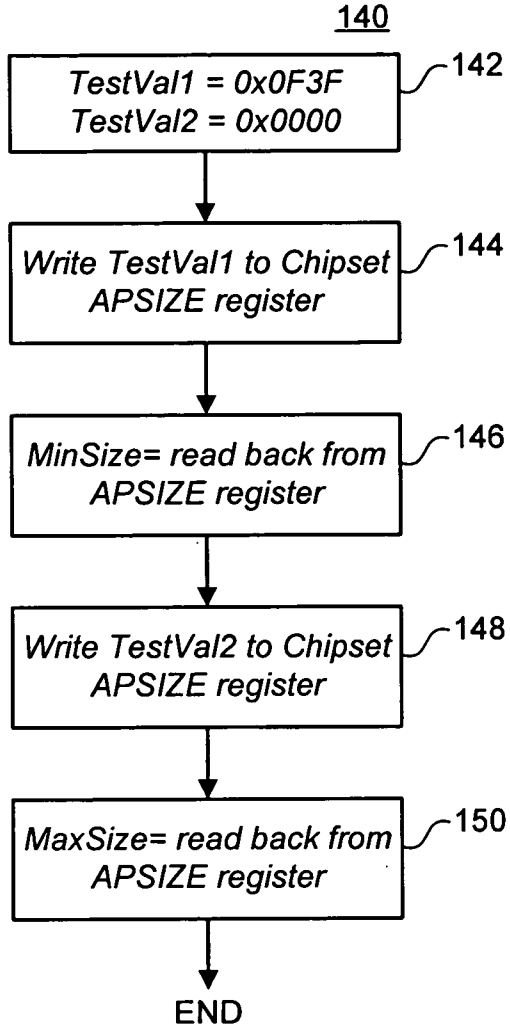 140
TestVal1 = 0x0F3F
TestVal2 = 0x0000
142
Write TestVal1 to Chipset
APSIZE register
144
MinSize= read back from
APSIZE register
146
Write TestVal2 to Chipset
APSIZE register
148
MaxSize= read back from
APSIZE register
150
END